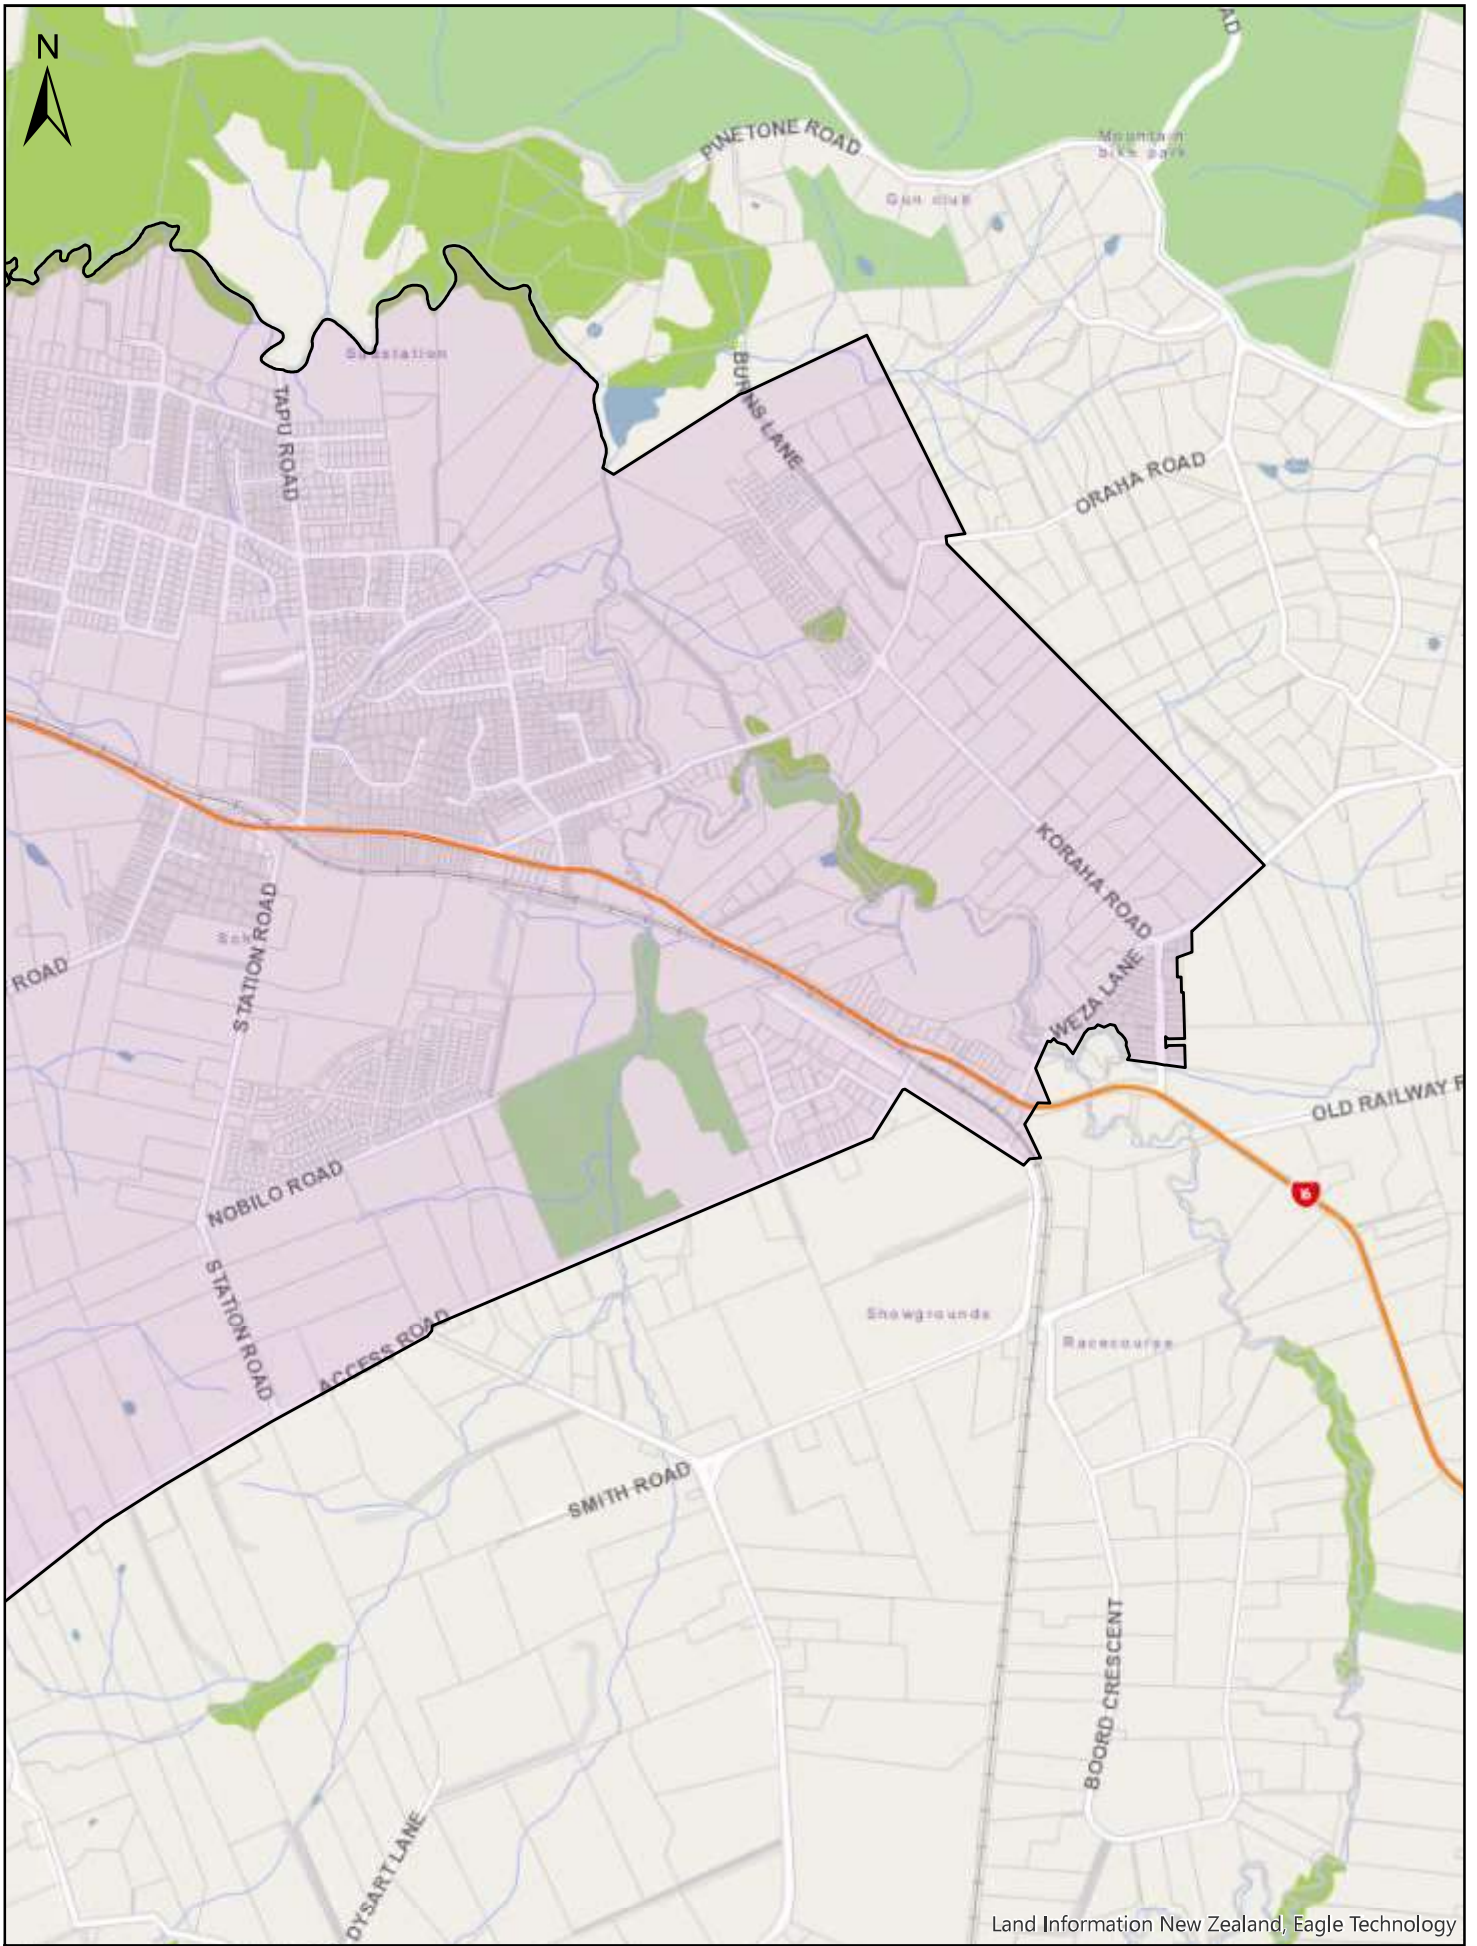 N
AD
PINETONE ROAD
Mountain
bike park
Gun club
Substation
TAPU ROAD
BURNS LANE
ORAHA ROAD
KORAHA ROAD
STATION ROAD
ROAD
WEZA LANE
OLD RAILWAY R
16
NOBILO ROAD
STATION ROAD
ACCESS ROAD
Showgrounds
Racecourse
SMITH ROAD
BOORD CRESCENT
DYSART LANE
Land Information New Zealand, Eagle Technology